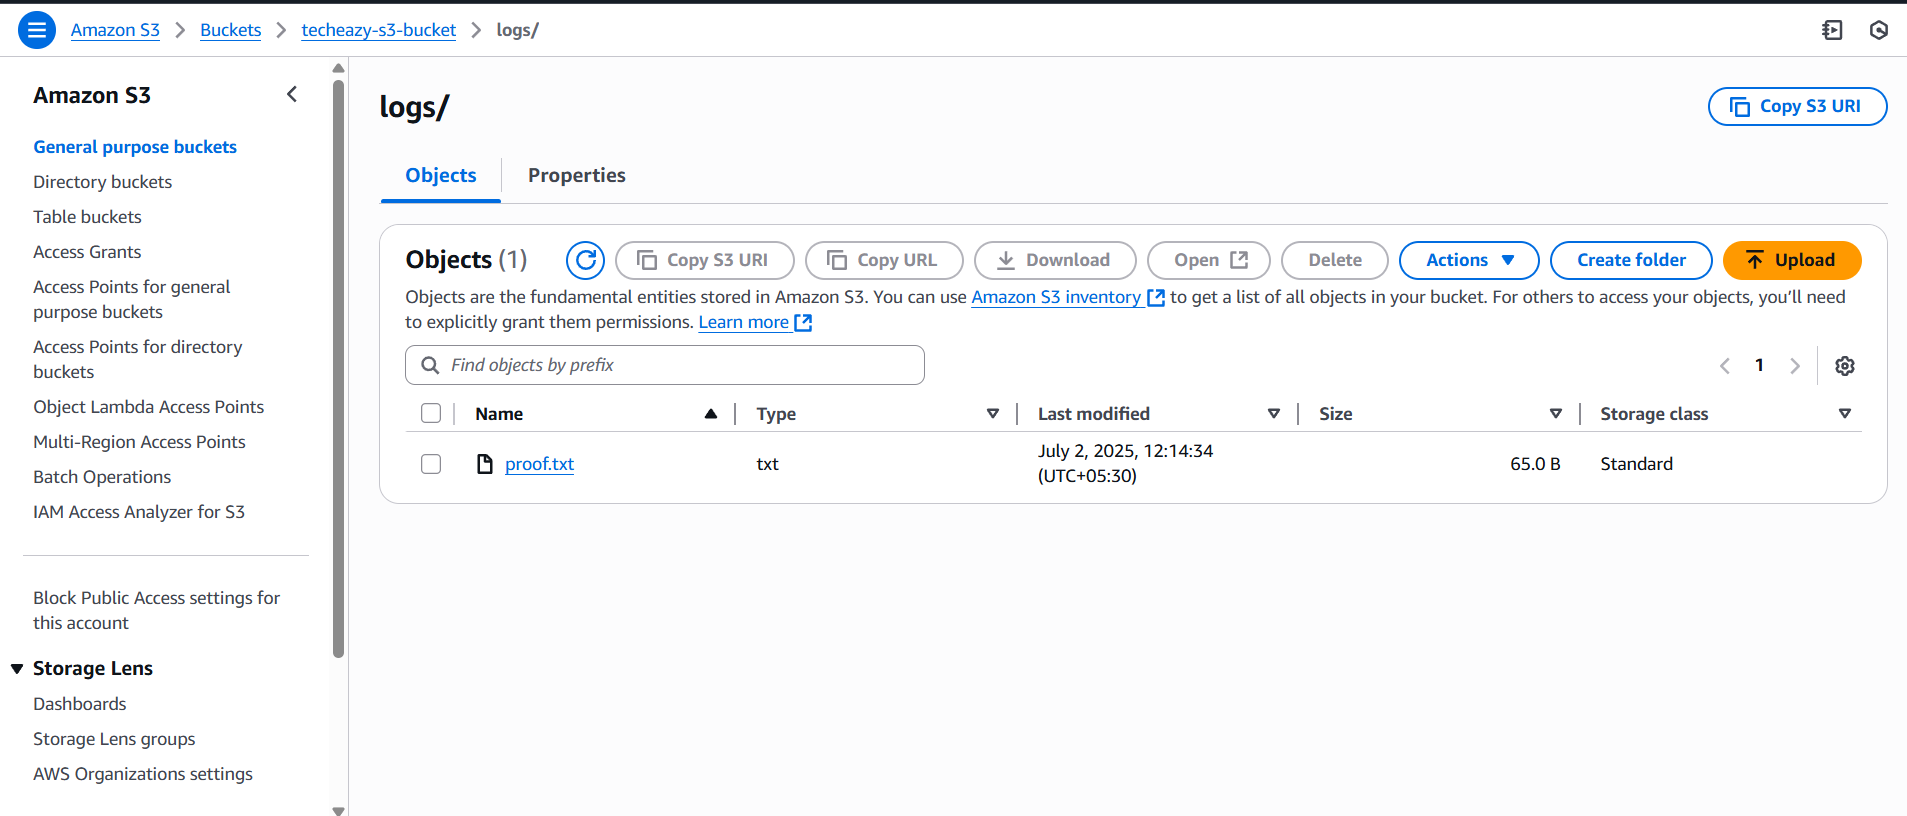 Amazon S3 > Buckets > techeazy-s3-bucket > logs/
Amazon S3
General purpose buckets
Directory buckets
Table buckets
Access Grants
Access Points for general
purpose buckets
Access Points for directory
buckets
Object Lambda Access Points
Multi-Region Access Points
Batch Operations
IAM Access Analyzer for S3
Block Public Access settings for
this account
Storage Lens
Dashboards
Storage Lens groups
AWS Organizations settings
logs/
Copy S3 URI
Objects Properties
Objects (1) Copy S3 URI Copy URL Download Open Delete Actions Create folder Upload
Objects are the fundamental entities stored in Amazon S3. You can use Amazon S3 inventory to get a list of all objects in your bucket. For others to access your objects, you’ll need
to explicitly grant them permissions. Learn more
Find objects by prefix
1
Name Type Last modified Size Storage class
proof.txt txt July 2, 2025, 12:14:34 (UTC+05:30) 65.0 B Standard